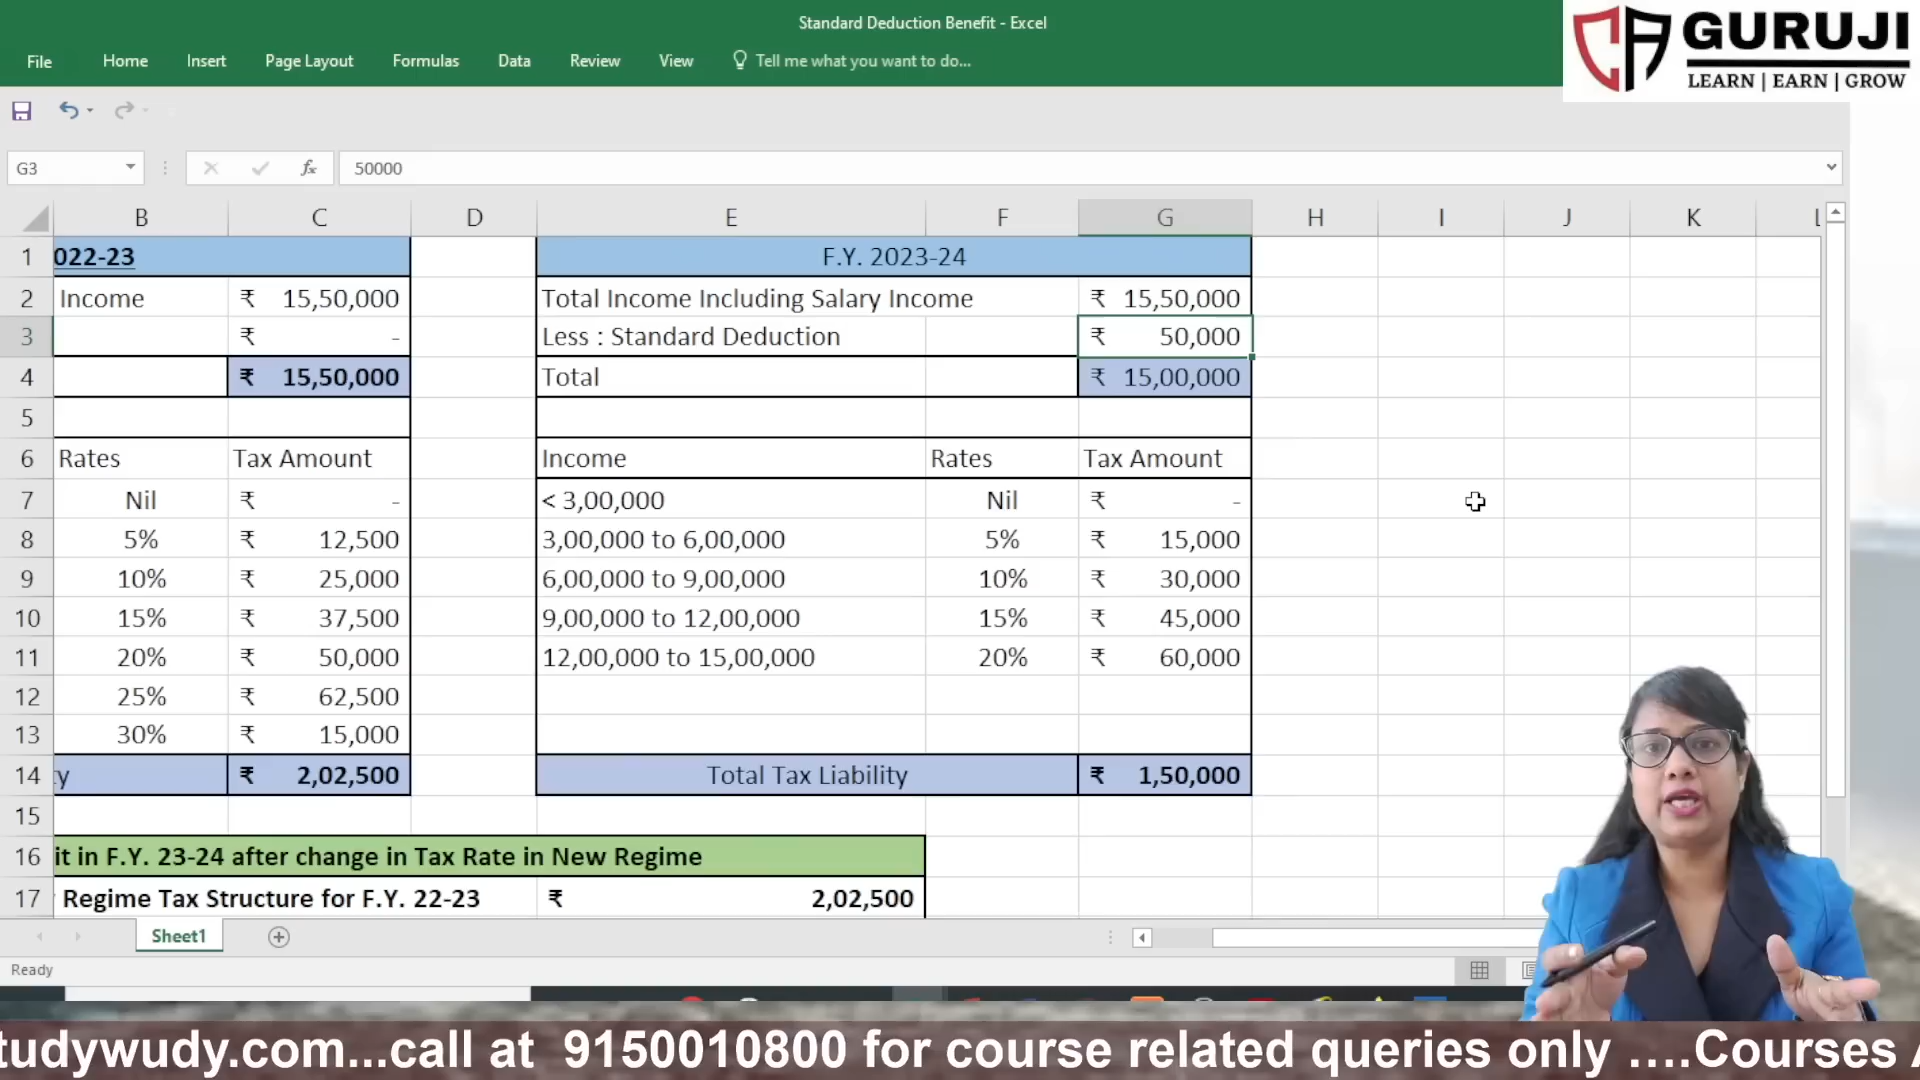 Standard Deduction Benefit - Excel
CA GURUJI
LEARN | EARN | GROW
File Home Insert Page Layout Formulas Data Review View Tell me what you want to do...
G3 fx 50000
B C D E F G H I J K L
1 022-23 F.Y. 2023-24
2 Income ₹ 15,50,000 Total Income Including Salary Income ₹ 15,50,000
3 ₹ - Less : Standard Deduction ₹ 50,000
4 ₹ 15,50,000 Total ₹ 15,00,000
5
6 Rates Tax Amount Income Rates Tax Amount
7 Nil ₹ - < 3,00,000 Nil ₹ -
8 5% ₹ 12,500 3,00,000 to 6,00,000 5% ₹ 15,000
9 10% ₹ 25,000 6,00,000 to 9,00,000 10% ₹ 30,000
10 15% ₹ 37,500 9,00,000 to 12,00,000 15% ₹ 45,000
11 20% ₹ 50,000 12,00,000 to 15,00,000 20% ₹ 60,000
12 25% ₹ 62,500
13 30% ₹ 15,000
14 y ₹ 2,02,500 Total Tax Liability ₹ 1,50,000
15
16 it in F.Y. 23-24 after change in Tax Rate in New Regime
17 Regime Tax Structure for F.Y. 22-23 ₹ 2,02,500
Sheet1
Ready
tudywudy.com...call at 9150010800 for course related queries only ....Courses A